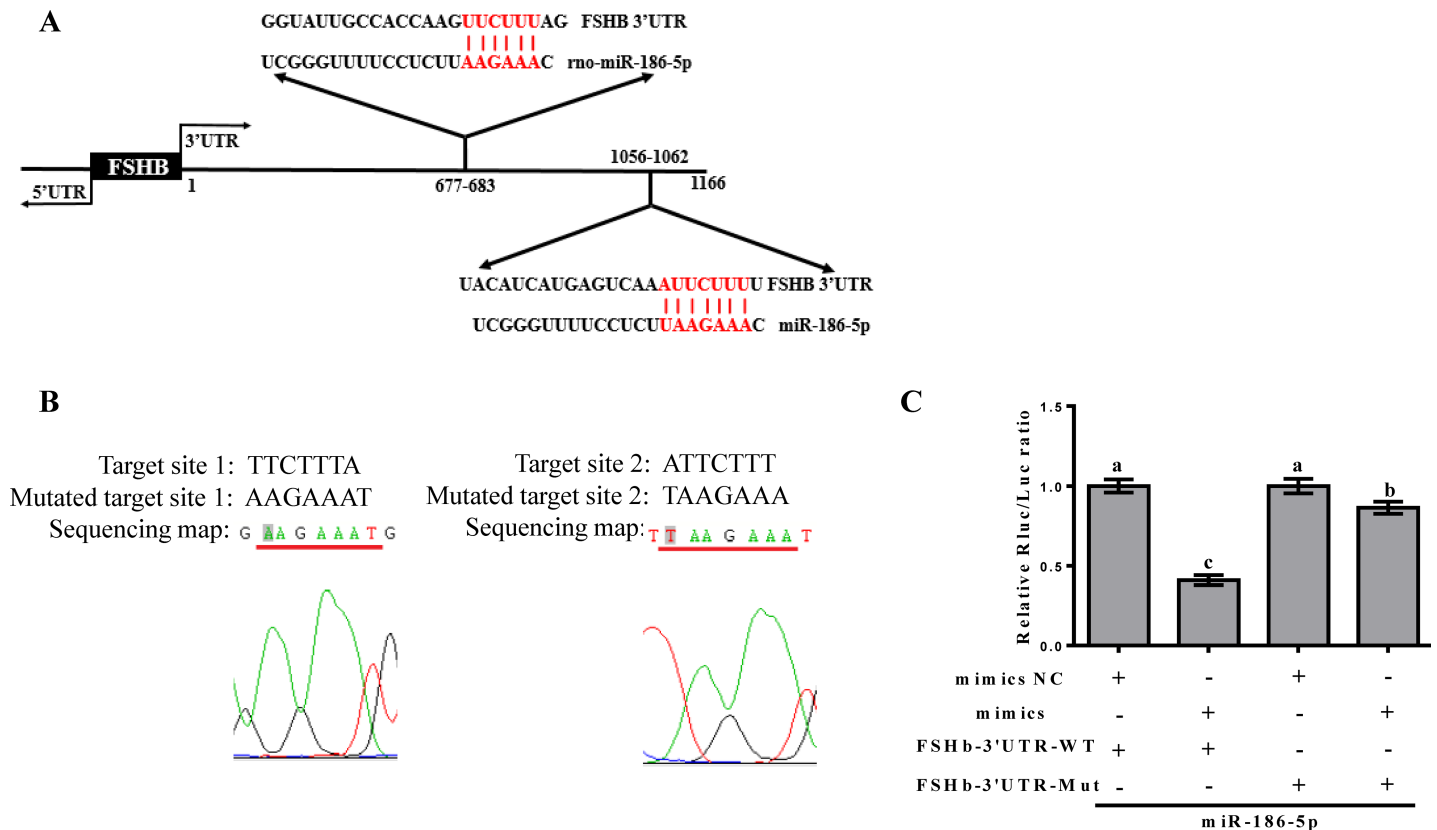 A
GGUAUUGCCACCAAGUUCUUUAG FSHB 3'UTR
UCGGGUUUUCCUCUUAAGAAAC rno-miR-186-5p
3'UTR
FSHB
5'UTR
1
677-683
1056-1062
1166
UACAUCAUGAGUCAAAUUCUUUU FSHB 3'UTR
UCGGGUUUUCCUCUUAAGAAAC miR-186-5p
B
Target site 1: TTCTTTA
Mutated target site 1: AAGAAAT
Sequencing map: G AAGAAATG
Target site 2: ATTCTTT
Mutated target site 2: TAAGAAA
Sequencing map: T T AAGAAAT
C
Relative Rluc/Luc ratio
1.5
1.0
0.5
0.0
a
c
a
b
mimics NC + - + -
mimics - + - +
FSHb-3'UTR-WT + + - -
FSHb-3'UTR-Mut - - + +
miR-186-5p